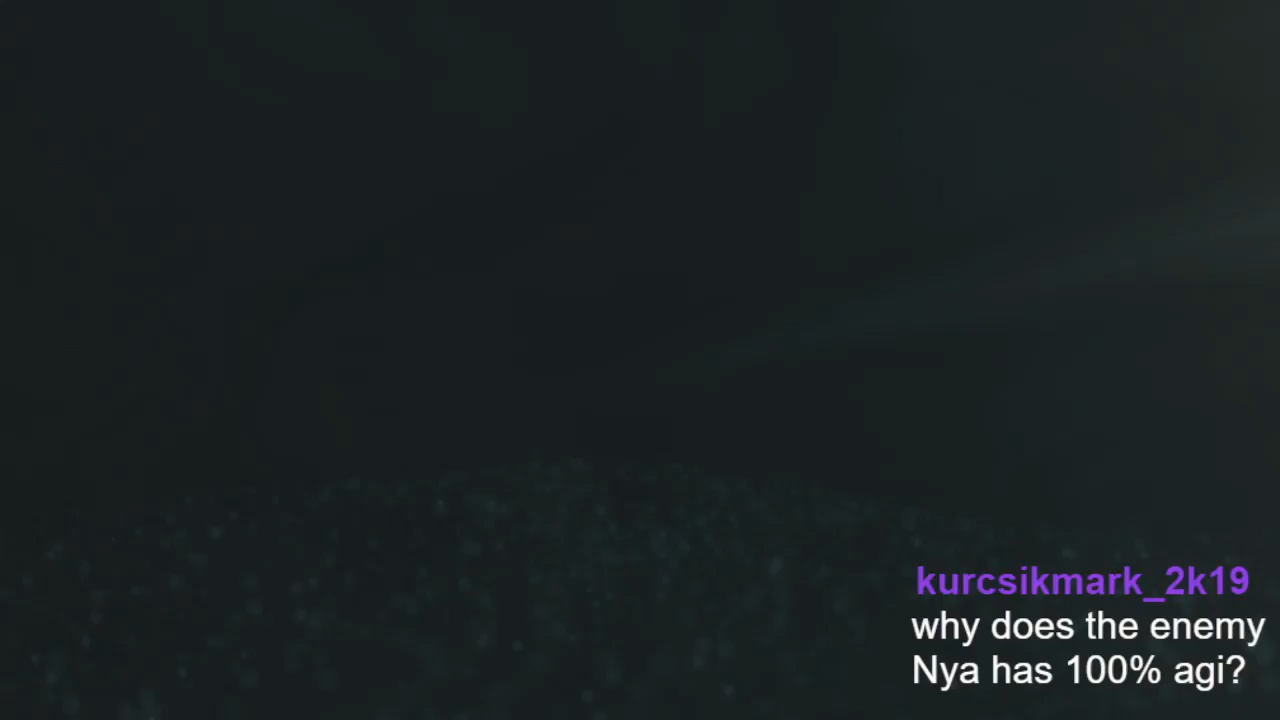 kurcsikmark_2k19
why does the enemy
Nya has 100% agi?